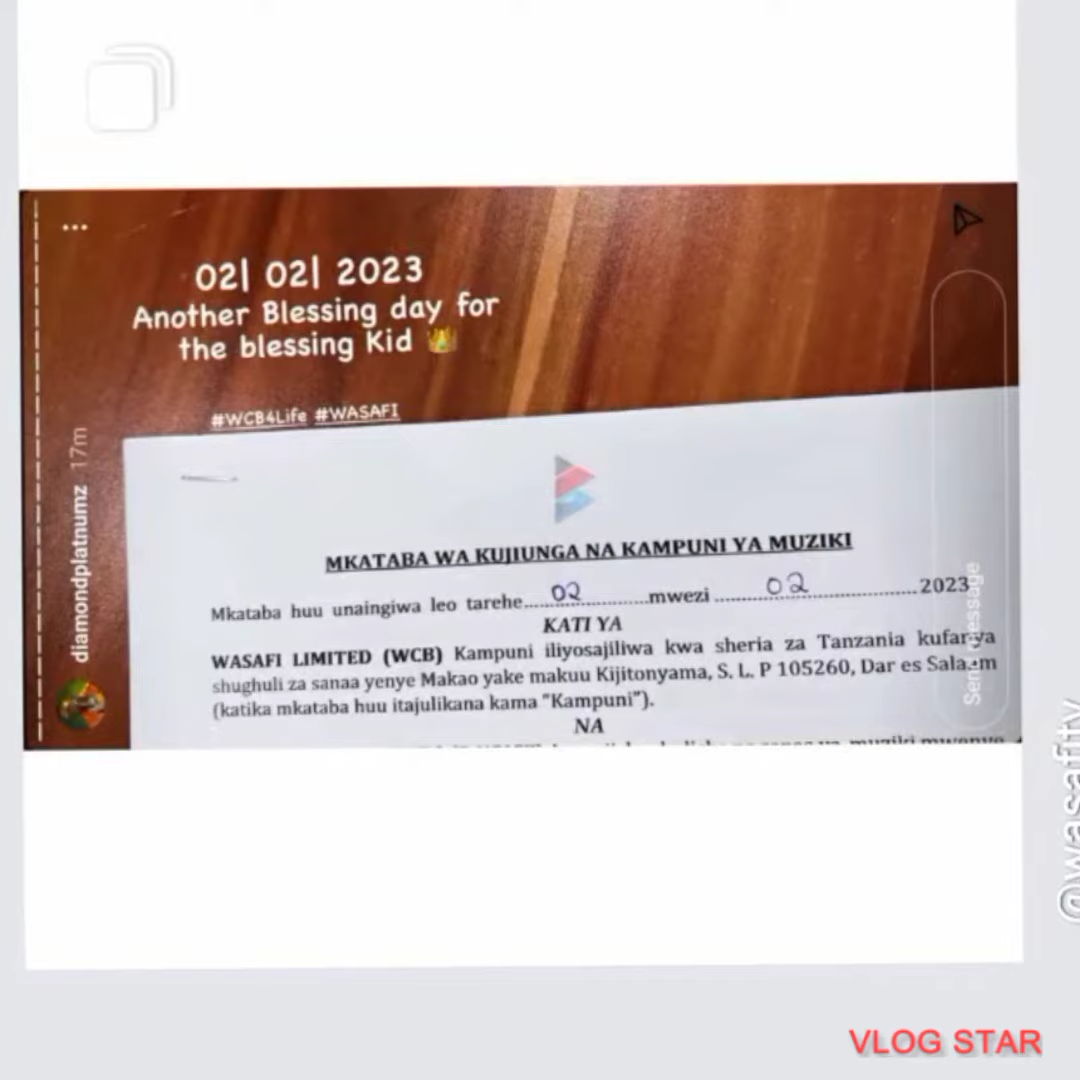 02| 02| 2023
Another Blessing day for
the blessing Kid
#WCB4Life #WASAFI
diamondplatnumz 17m
MKATABA WA KUJIUNGA NA KAMPUNI YA MUZIKI
Mkataba huu unaingiwa leo tarehe.....02..........mwezi ..........02....................2023
KATI YA
WASAFI LIMITED (WCB) Kampuni iliyosajiliwa kwa sheria za Tanzania kufanya
shughuli za sanaa yenye Makao yake makuu Kijitonyama, S. L. P 105260, Dar es Salaam
(katika mkataba huu itajulikana kama "Kampuni").
NA
muziki mwenye
Send message
@wasafitv
VLOG STAR